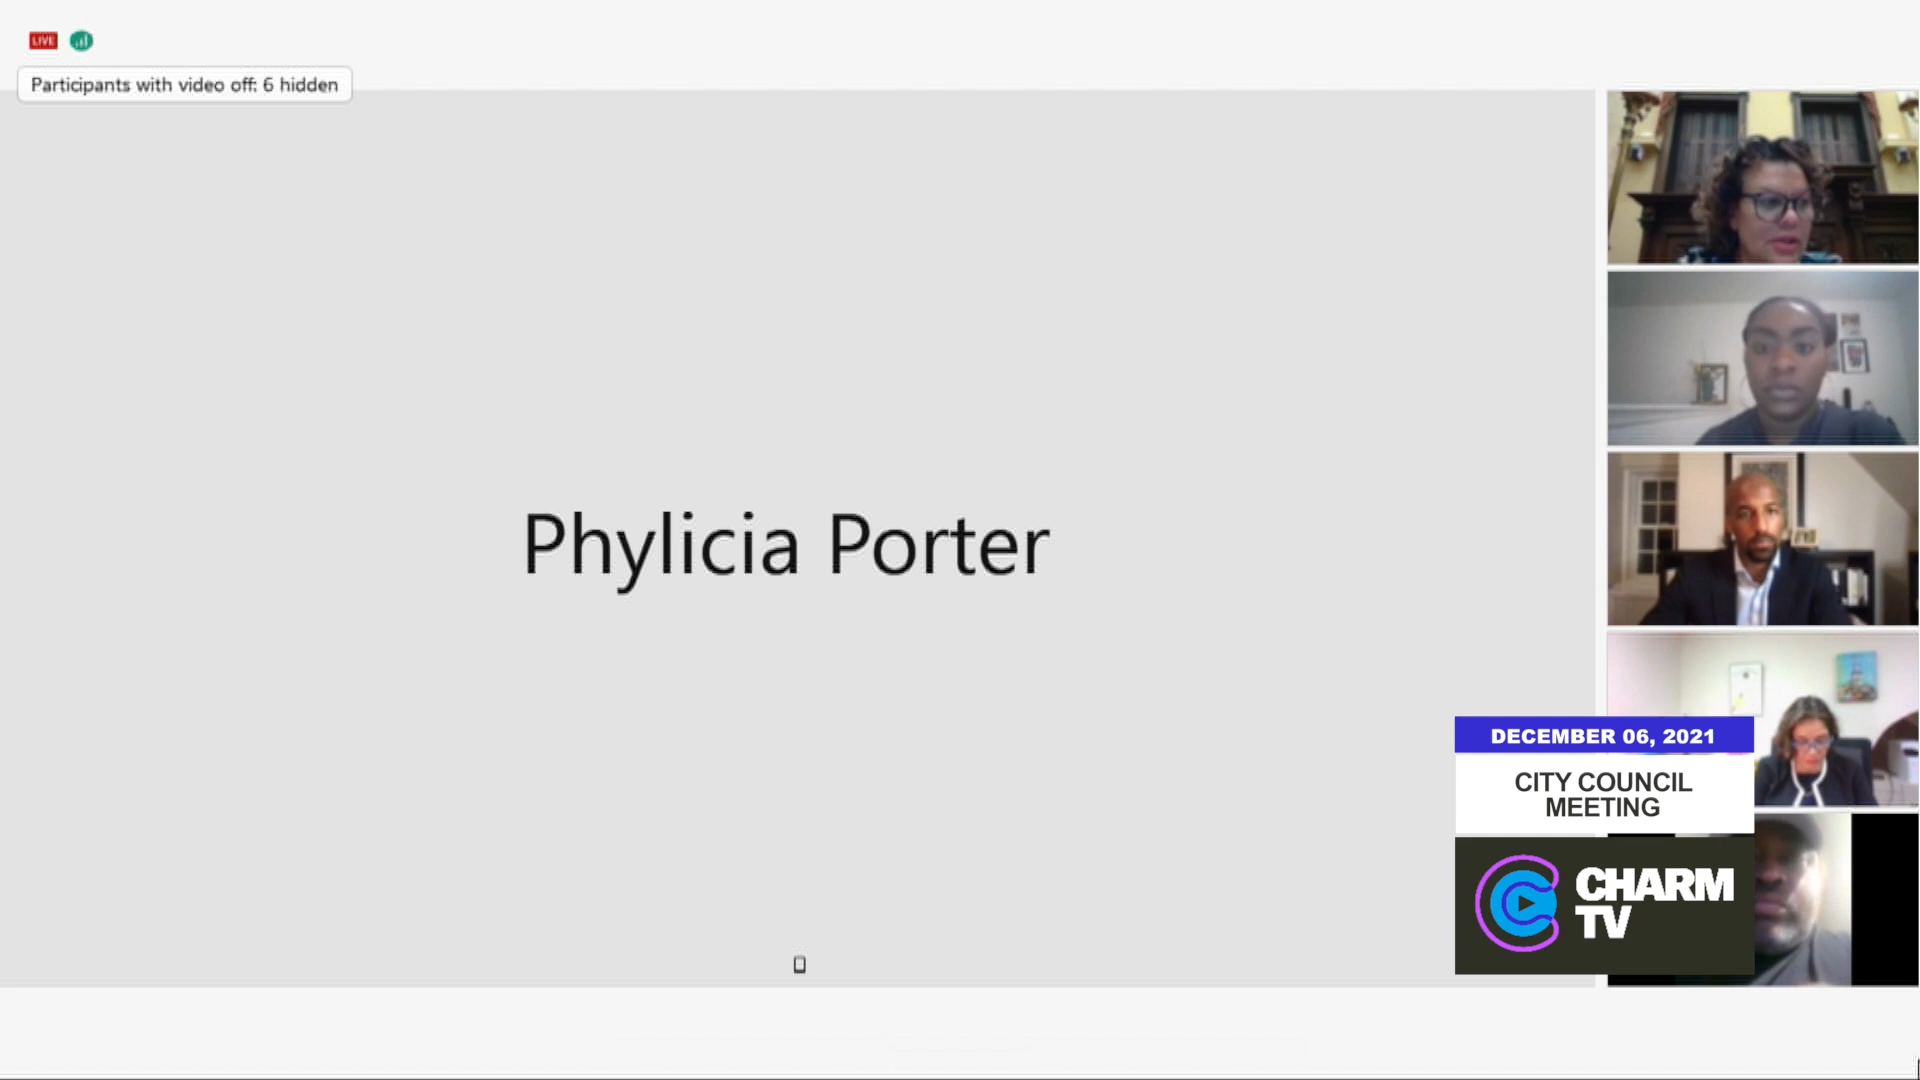 LIVE
Participants with video off: 6 hidden
Phylicia Porter
DECEMBER 06, 2021
CITY COUNCIL
MEETING
CHARM
TV